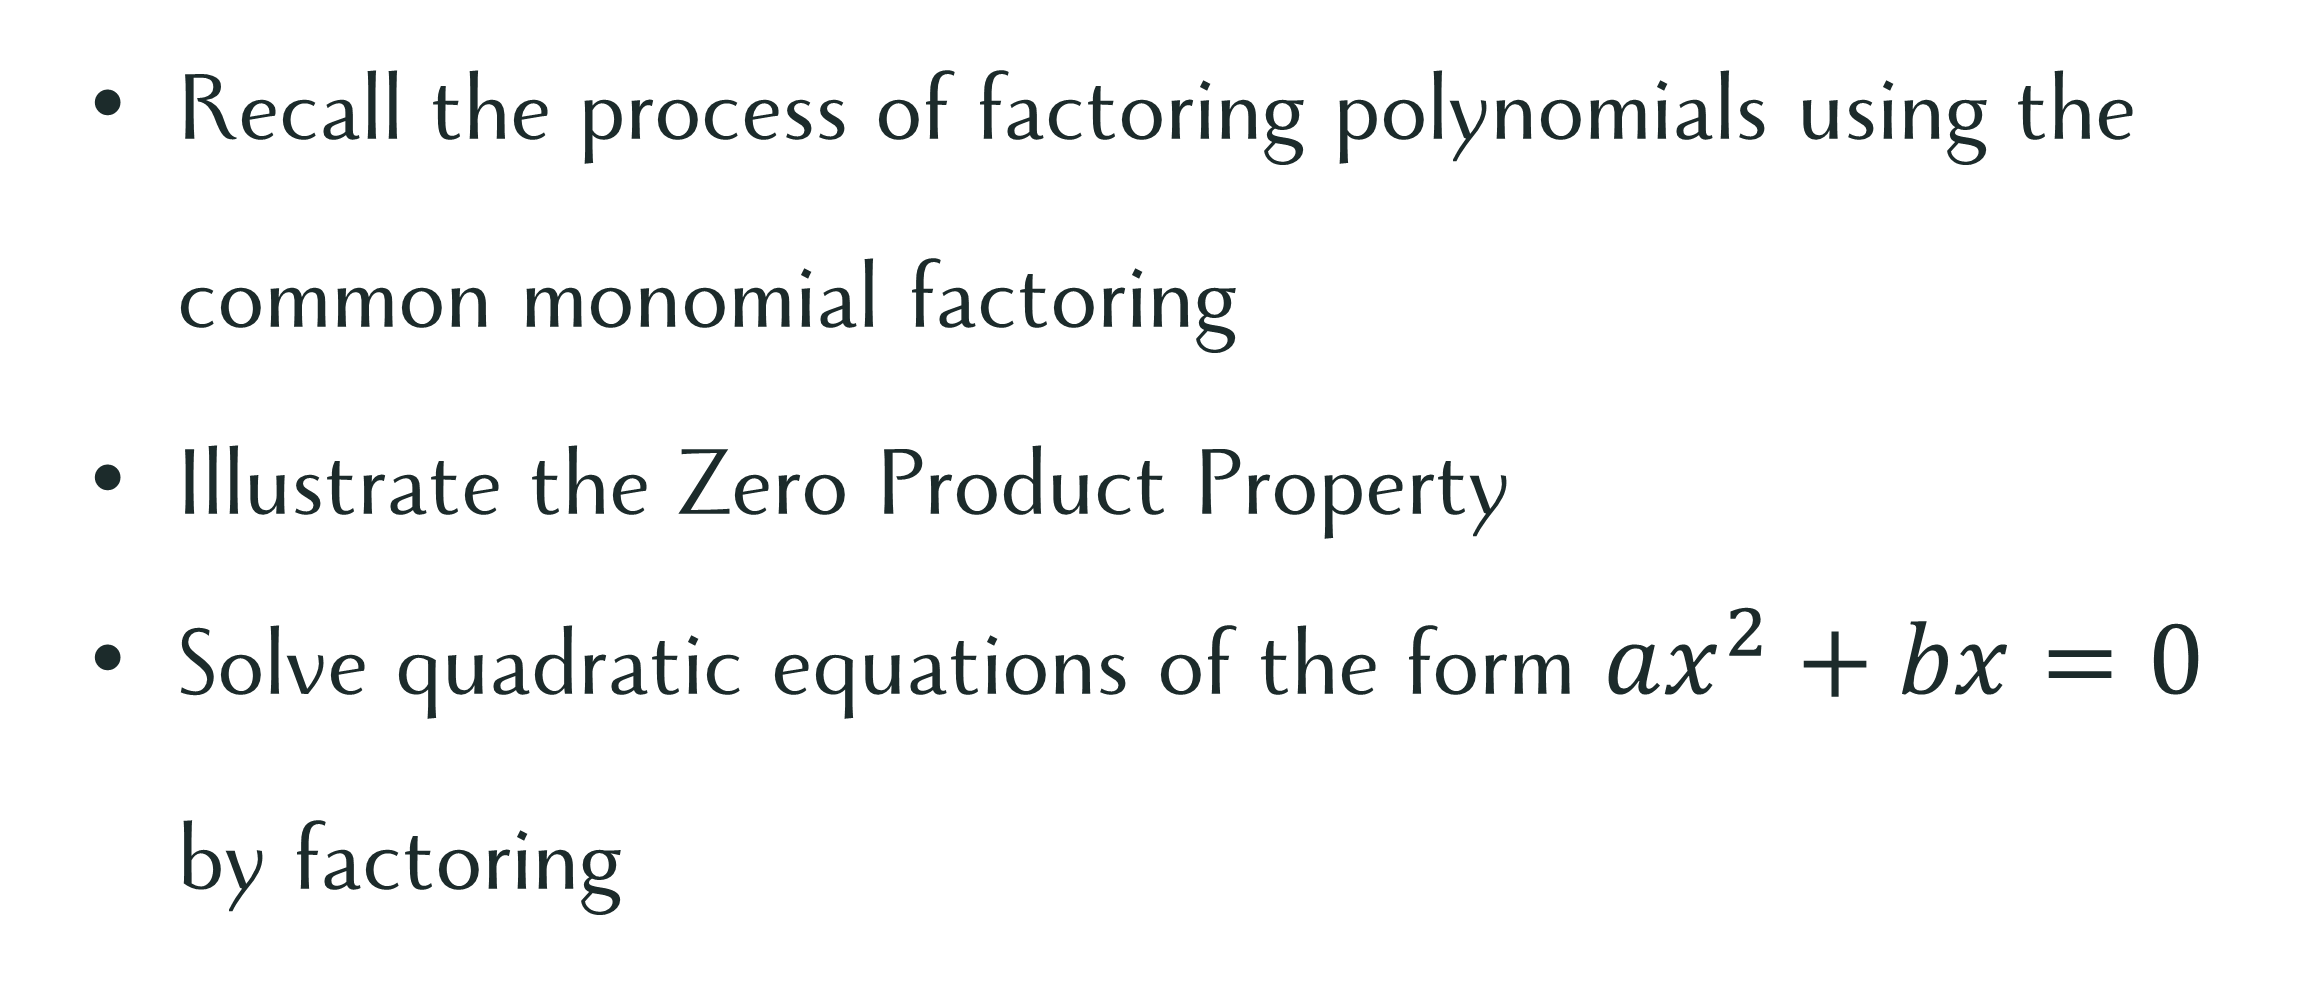 • Recall the process of factoring polynomials using the
common monomial factoring
• Illustrate the Zero Product Property
• Solve quadratic equations of the form 𝑎𝑥² + 𝑏𝑥 = 0
by factoring